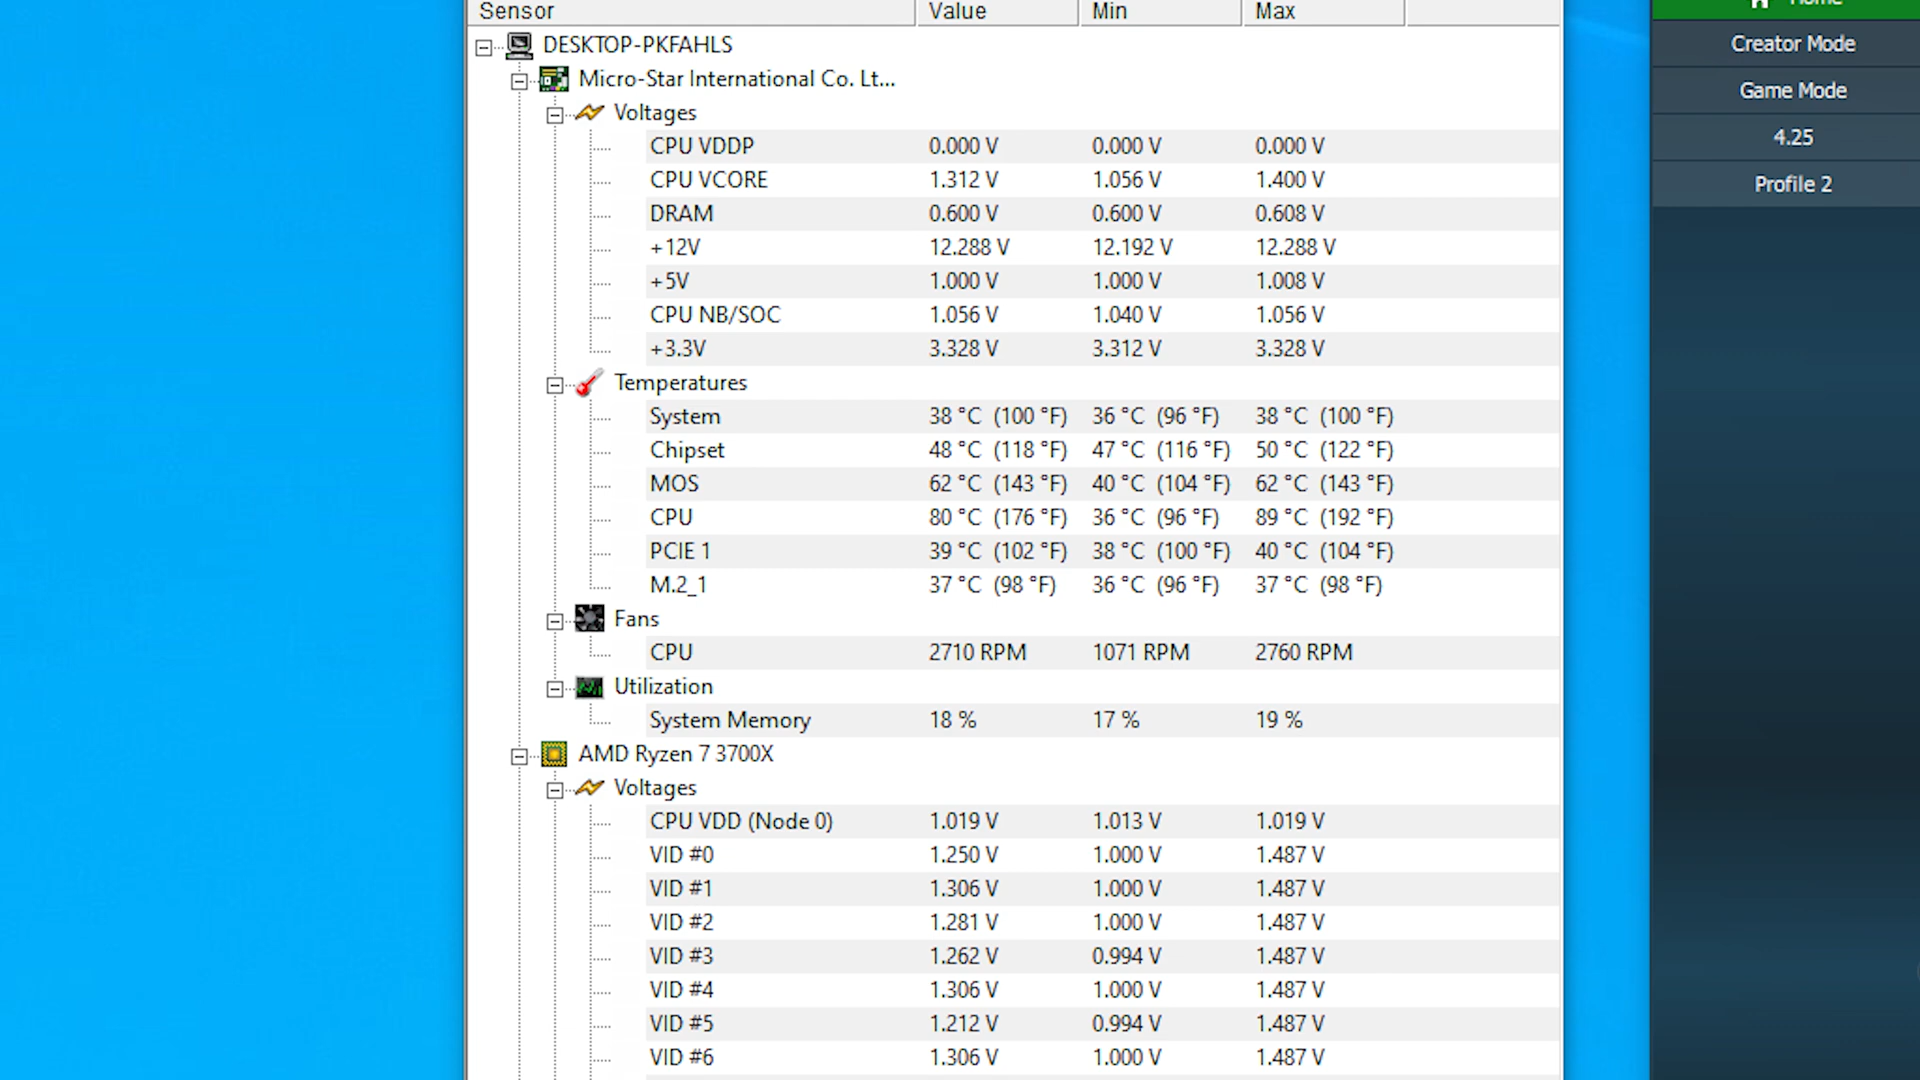 Sensor Value Min Max
DESKTOP-PKFAHLS
Micro-Star International Co. Lt...
Voltages
CPU VDDP 0.000 V 0.000 V 0.000 V
CPU VCORE 1.312 V 1.056 V 1.400 V
DRAM 0.600 V 0.600 V 0.608 V
+12V 12.288 V 12.192 V 12.288 V
+5V 1.000 V 1.000 V 1.008 V
CPU NB/SOC 1.056 V 1.040 V 1.056 V
+3.3V 3.328 V 3.312 V 3.328 V
Temperatures
System 38 °C (100 °F) 36 °C (96 °F) 38 °C (100 °F)
Chipset 48 °C (118 °F) 47 °C (116 °F) 50 °C (122 °F)
MOS 62 °C (143 °F) 40 °C (104 °F) 62 °C (143 °F)
CPU 80 °C (176 °F) 36 °C (96 °F) 89 °C (192 °F)
PCIE 1 39 °C (102 °F) 38 °C (100 °F) 40 °C (104 °F)
M.2_1 37 °C (98 °F) 36 °C (96 °F) 37 °C (98 °F)
Fans
CPU 2710 RPM 1071 RPM 2760 RPM
Utilization
System Memory 18 % 17 % 19 %
AMD Ryzen 7 3700X
Voltages
CPU VDD (Node 0) 1.019 V 1.013 V 1.019 V
VID #0 1.250 V 1.000 V 1.487 V
VID #1 1.306 V 1.000 V 1.487 V
VID #2 1.281 V 1.000 V 1.487 V
VID #3 1.262 V 0.994 V 1.487 V
VID #4 1.306 V 1.000 V 1.487 V
VID #5 1.212 V 0.994 V 1.487 V
VID #6 1.306 V 1.000 V 1.487 V
Home
Creator Mode
Game Mode
4.25
Profile 2